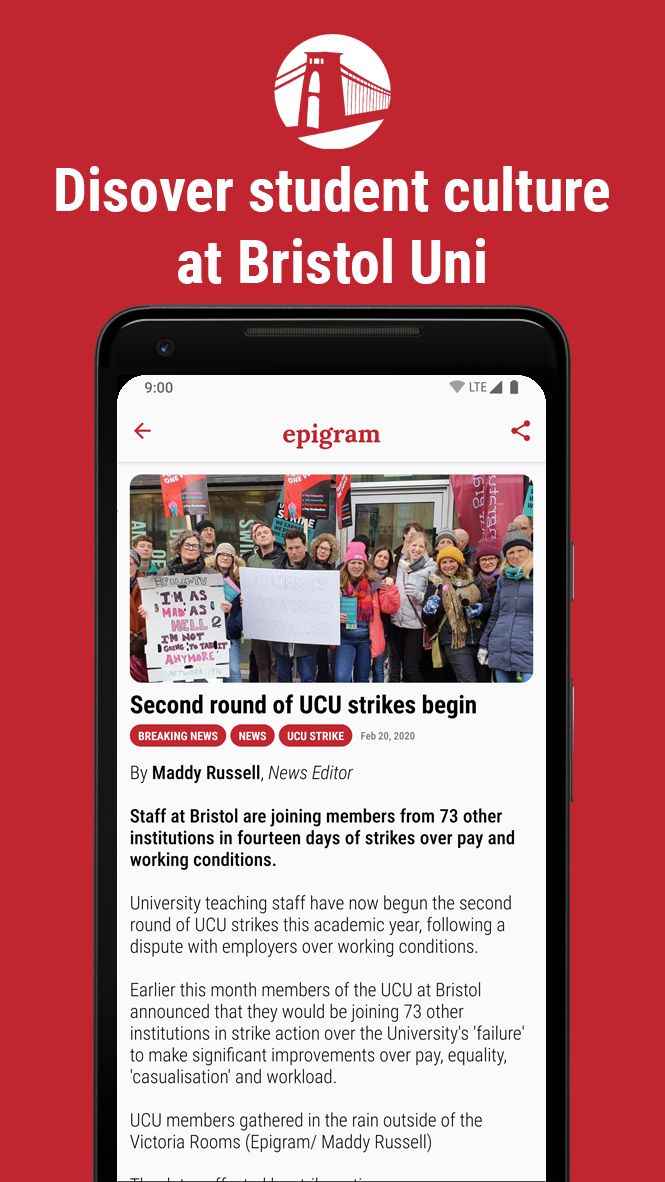 Disover student culture
at Bristol Uni
9:00
LTE
epigram
I'M AS
MAD AS
HELL
I'M NOT
GOING TO TAKE IT
ANYMORE
NETWORK 1976
Second round of UCU strikes begin
BREAKING NEWS NEWS UCU STRIKE Feb 20, 2020
By Maddy Russell, News Editor
Staff at Bristol are joining members from 73 other
institutions in fourteen days of strikes over pay and
working conditions.
University teaching staff have now begun the second
round of UCU strikes this academic year, following a
dispute with employers over working conditions.
Earlier this month members of the UCU at Bristol
announced that they would be joining 73 other
institutions in strike action over the University's 'failure'
to make significant improvements over pay, equality,
'casualisation' and workload.
UCU members gathered in the rain outside of the
Victoria Rooms (Epigram/ Maddy Russell)